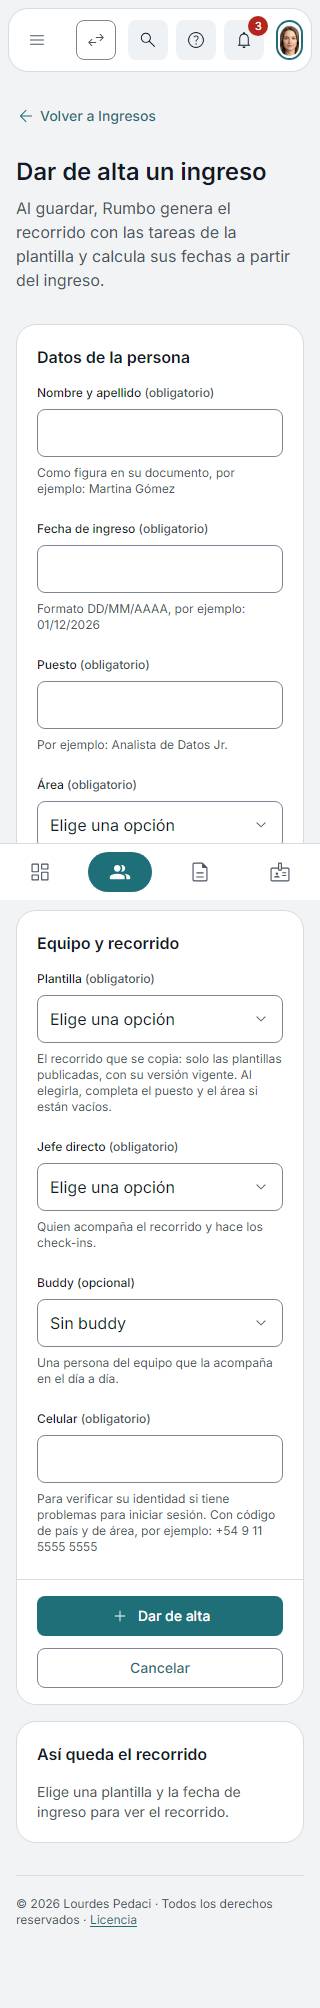 3
Volver a Ingresos
Dar de alta un ingreso
Al guardar, Rumbo genera el
recorrido con las tareas de la
plantilla y calcula sus fechas a partir
del ingreso.
Datos de la persona
Nombre y apellido (obligatorio)
Como figura en su documento, por
ejemplo: Martina Gómez
Fecha de ingreso (obligatorio)
Formato DD/MM/AAAA, por ejemplo:
01/12/2026
Puesto (obligatorio)
Por ejemplo: Analista de Datos Jr.
Área (obligatorio)
Elige una opción
Equipo y recorrido
Plantilla (obligatorio)
Elige una opción
El recorrido que se copia: solo las plantillas
publicadas, con su versión vigente. Al
elegirla, completa el puesto y el área si
están vacíos.
Jefe directo (obligatorio)
Elige una opción
Quien acompaña el recorrido y hace los
check-ins.
Buddy (opcional)
Sin buddy
Una persona del equipo que la acompaña
en el día a día.
Celular (obligatorio)
Para verificar su identidad si tiene
problemas para iniciar sesión. Con código
de país y de área, por ejemplo: +54 9 11
5555 5555
Dar de alta
Cancelar
Así queda el recorrido
Elige una plantilla y la fecha de
ingreso para ver el recorrido.
© 2026 Lourdes Pedaci · Todos los derechos
reservados · Licencia